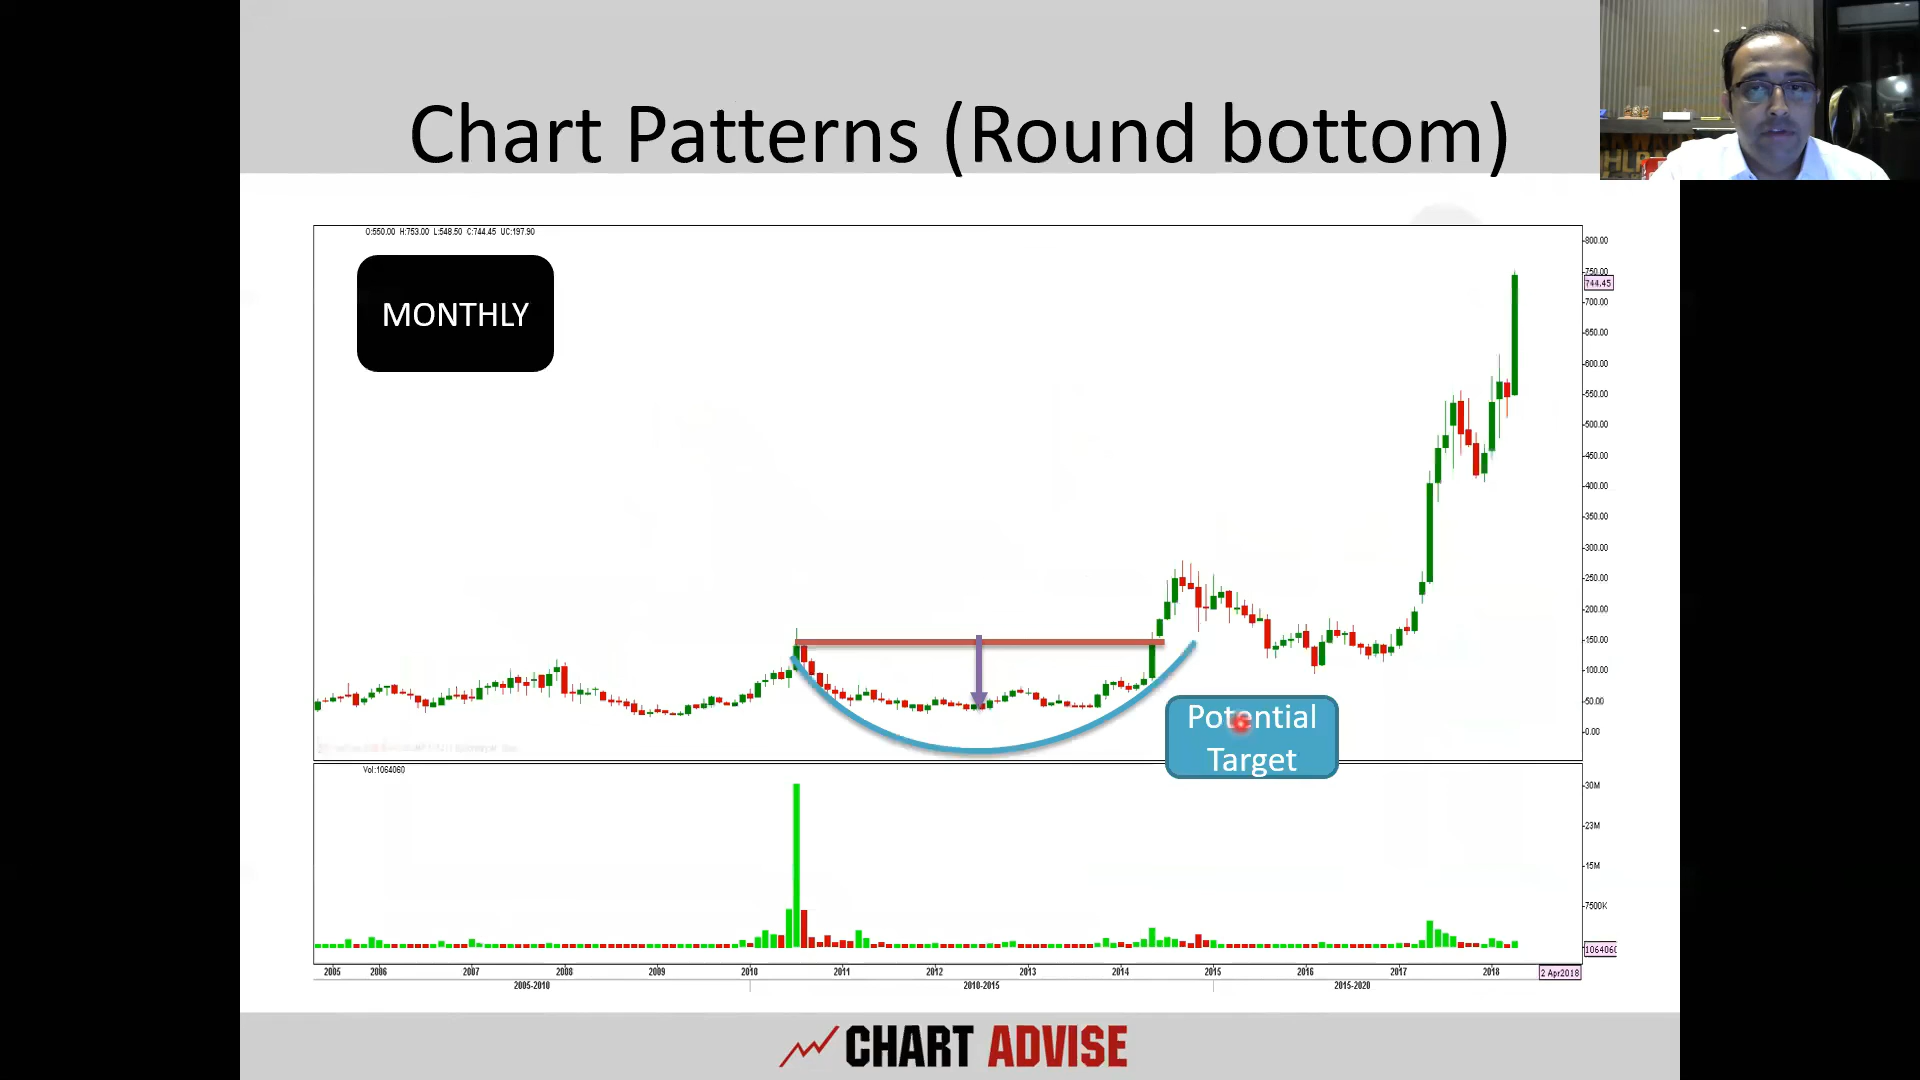 Chart Patterns (Round bottom)
O:550.00 H:753.00 L:548.50 C:744.45 UC:197.90
MONTHLY
800.00
750.00
744.45
700.00
650.00
600.00
550.00
500.00
450.00
400.00
350.00
300.00
250.00
200.00
150.00
100.00
50.00
0.00
Potential
Target
Vol:1064060
30M
23M
15M
7500K
1064060
2005 2006 2007 2008 2009 2010 2011 2012 2013 2014 2015 2016 2017 2018 2 Apr2018
2005-2010 2010-2015 2015-2020
CHART ADVISE